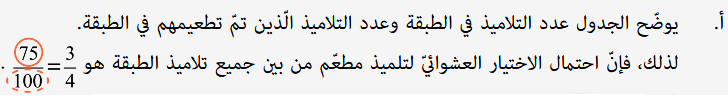 أ. يوضّح الجدول عدد التلاميذ في الطبقة وعدد التلاميذ الّذين تمّ تطعيمهم في الطبقة.
لذلك، فإنّ احتمال الاختيار العشوائيّ لتلميذ مطعّم من بين جميع تلاميذ الطبقة هو 75/100 = 3/4.